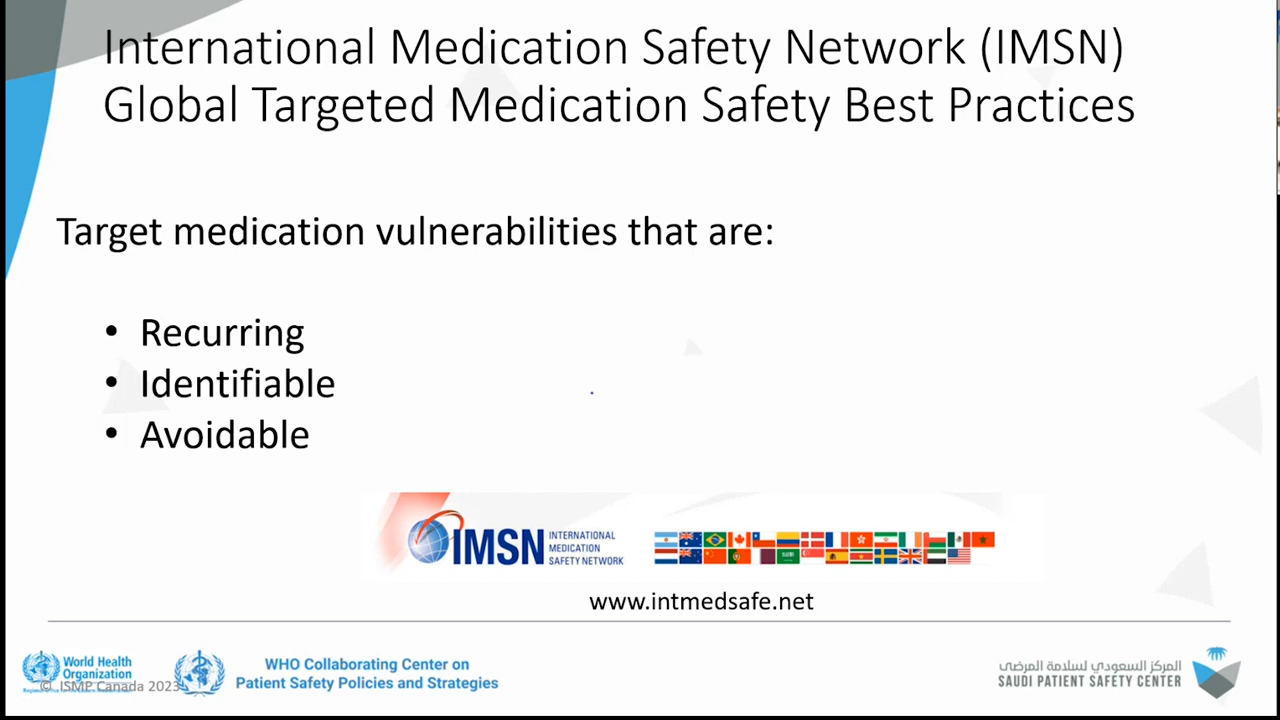 International Medication Safety Network (IMSN)
Global Targeted Medication Safety Best Practices
Target medication vulnerabilities that are:
• Recurring
• Identifiable
• Avoidable
IMSN
INTERNATIONAL
MEDICATION
SAFETY NETWORK
www.intmedsafe.net
World Health
Organization
© ISMP Canada 2023
WHO Collaborating Center on
Patient Safety Policies and Strategies
المركز السعودي لسلامة المرضى
SAUDI PATIENT SAFETY CENTER